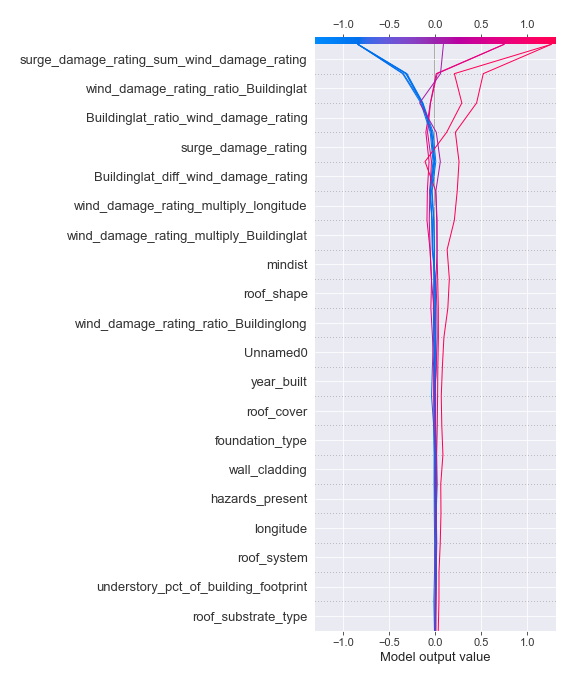 −1.0 −0.5 0.0 0.5 1.0
surge_damage_rating_sum_wind_damage_rating
wind_damage_rating_ratio_Buildinglat
Buildinglat_ratio_wind_damage_rating
surge_damage_rating
Buildinglat_diff_wind_damage_rating
wind_damage_rating_multiply_longitude
wind_damage_rating_multiply_Buildinglat
mindist
roof_shape
wind_damage_rating_ratio_Buildinglong
Unnamed0
year_built
roof_cover
foundation_type
wall_cladding
hazards_present
longitude
roof_system
understory_pct_of_building_footprint
roof_substrate_type
−1.0 −0.5 0.0 0.5 1.0
Model output value